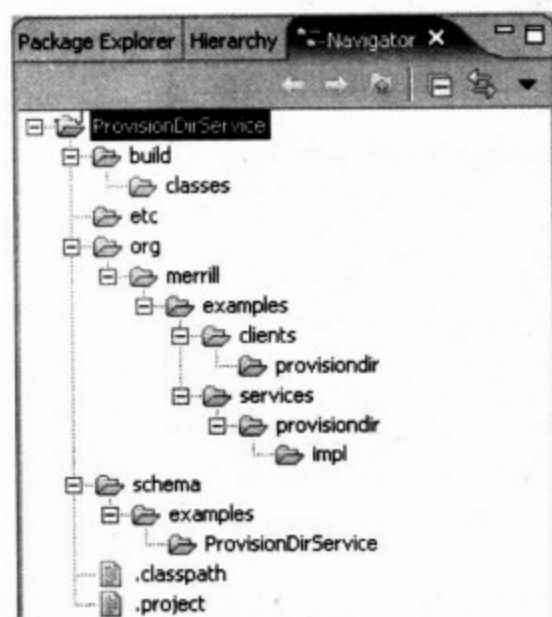 Package Explorer Hierarchy Navigator
ProvisionDirService
build
classes
etc
org
merrill
examples
clients
provisiondir
services
provisiondir
impl
schema
examples
ProvisionDirService
.classpath
.project